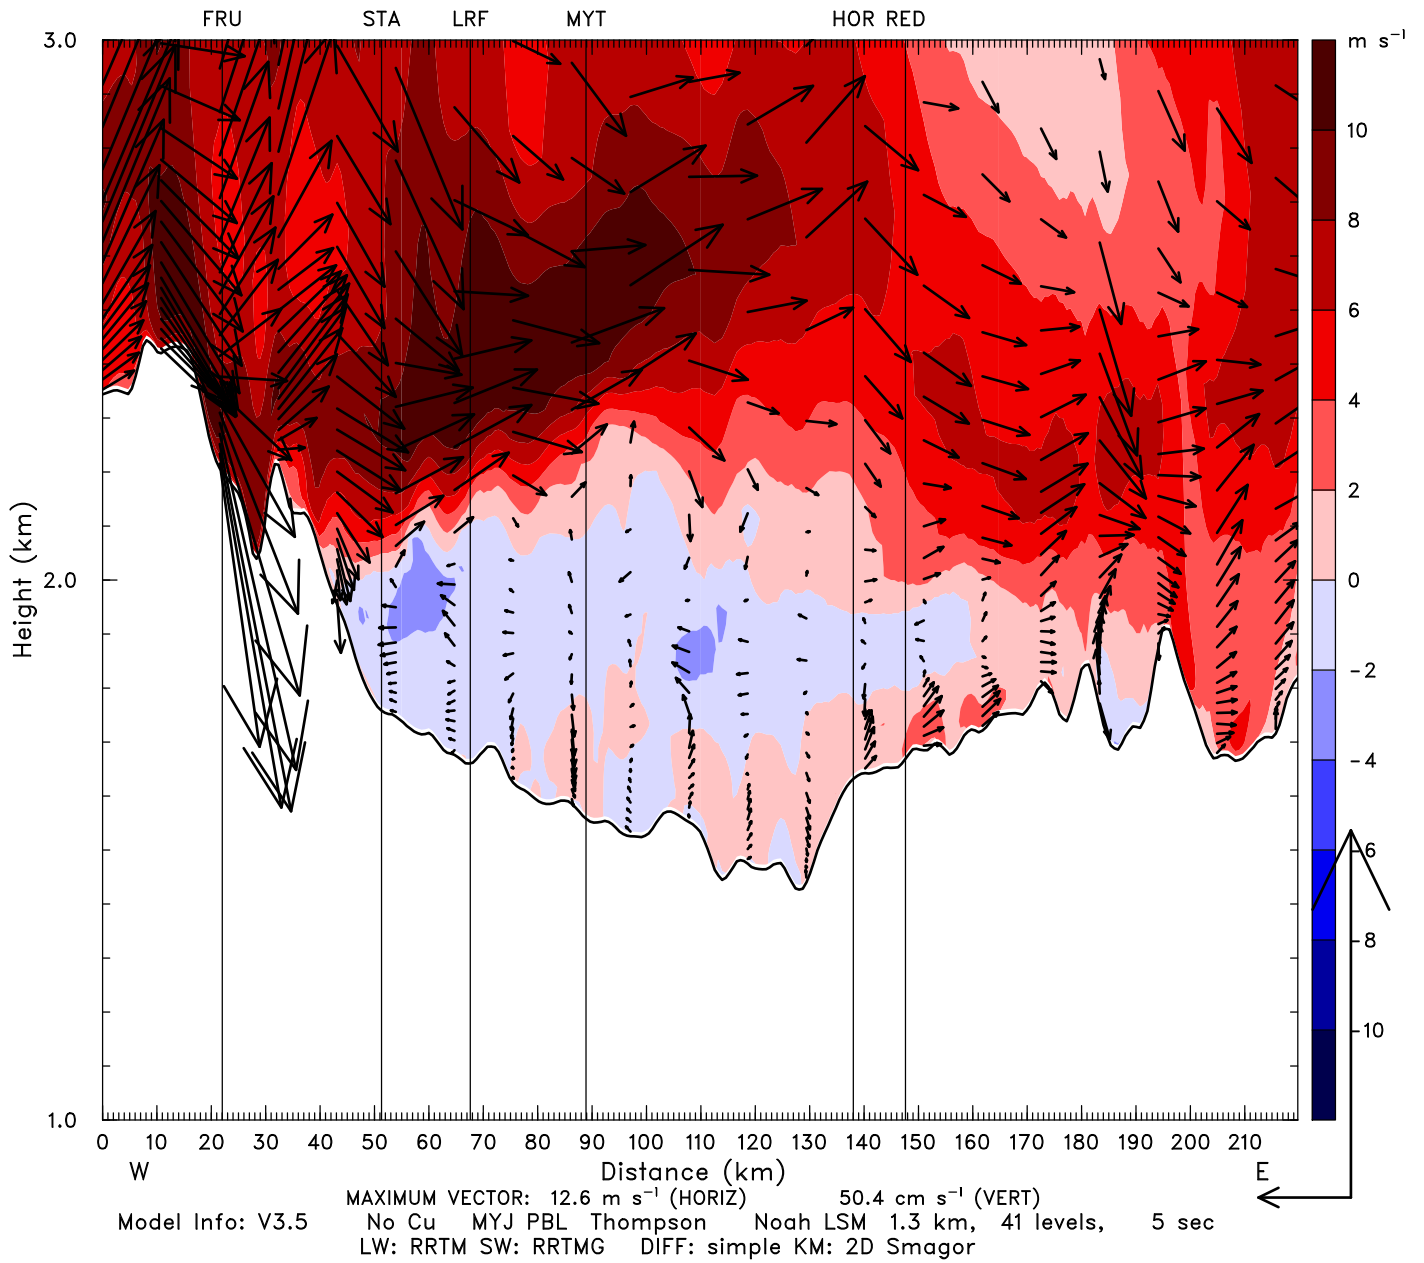 FRU STA LRF MYT HOR RED
3.0
m s⁻¹
10
8
6
4
2
Height (km)
2.0
0
-2
-4
-6
-8
-10
1.0
0 10 20 30 40 50 60 70 80 90 100 110 120 130 140 150 160 170 180 190 200 210
W Distance (km) E
MAXIMUM VECTOR: 12.6 m s⁻¹ (HORIZ) 50.4 cm s⁻¹ (VERT)
Model Info: V3.5 No Cu MYJ PBL Thompson Noah LSM 1.3 km, 41 levels, 5 sec
LW: RRTM SW: RRTMG DIFF: simple KM: 2D Smagor